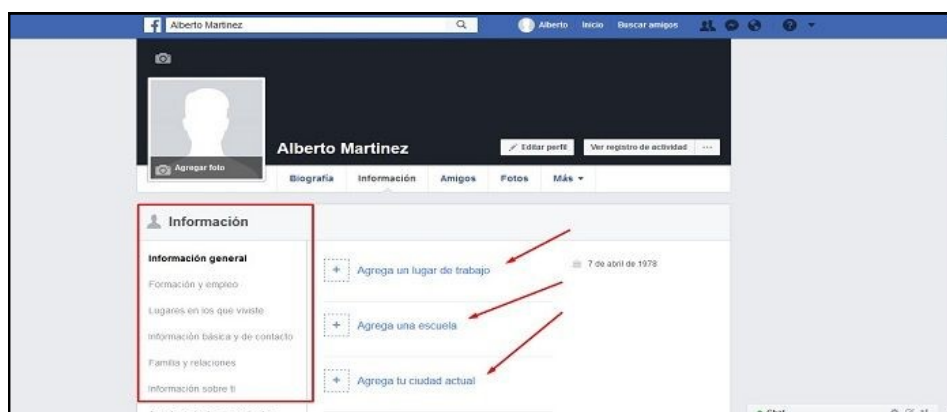 f Alberto Martinez
Alberto Inicio Buscar amigos
Alberto Martinez
Editar perfil
Ver registro de actividad
Agregar foto
Biografía Información Amigos Fotos Más
Información
Información general
Formación y empleo
Lugares en los que viviste
Información básica y de contacto
Familia y relaciones
Información sobre ti
+ Agrega un lugar de trabajo
7 de abril de 1978
+ Agrega una escuela
+ Agrega tu ciudad actual